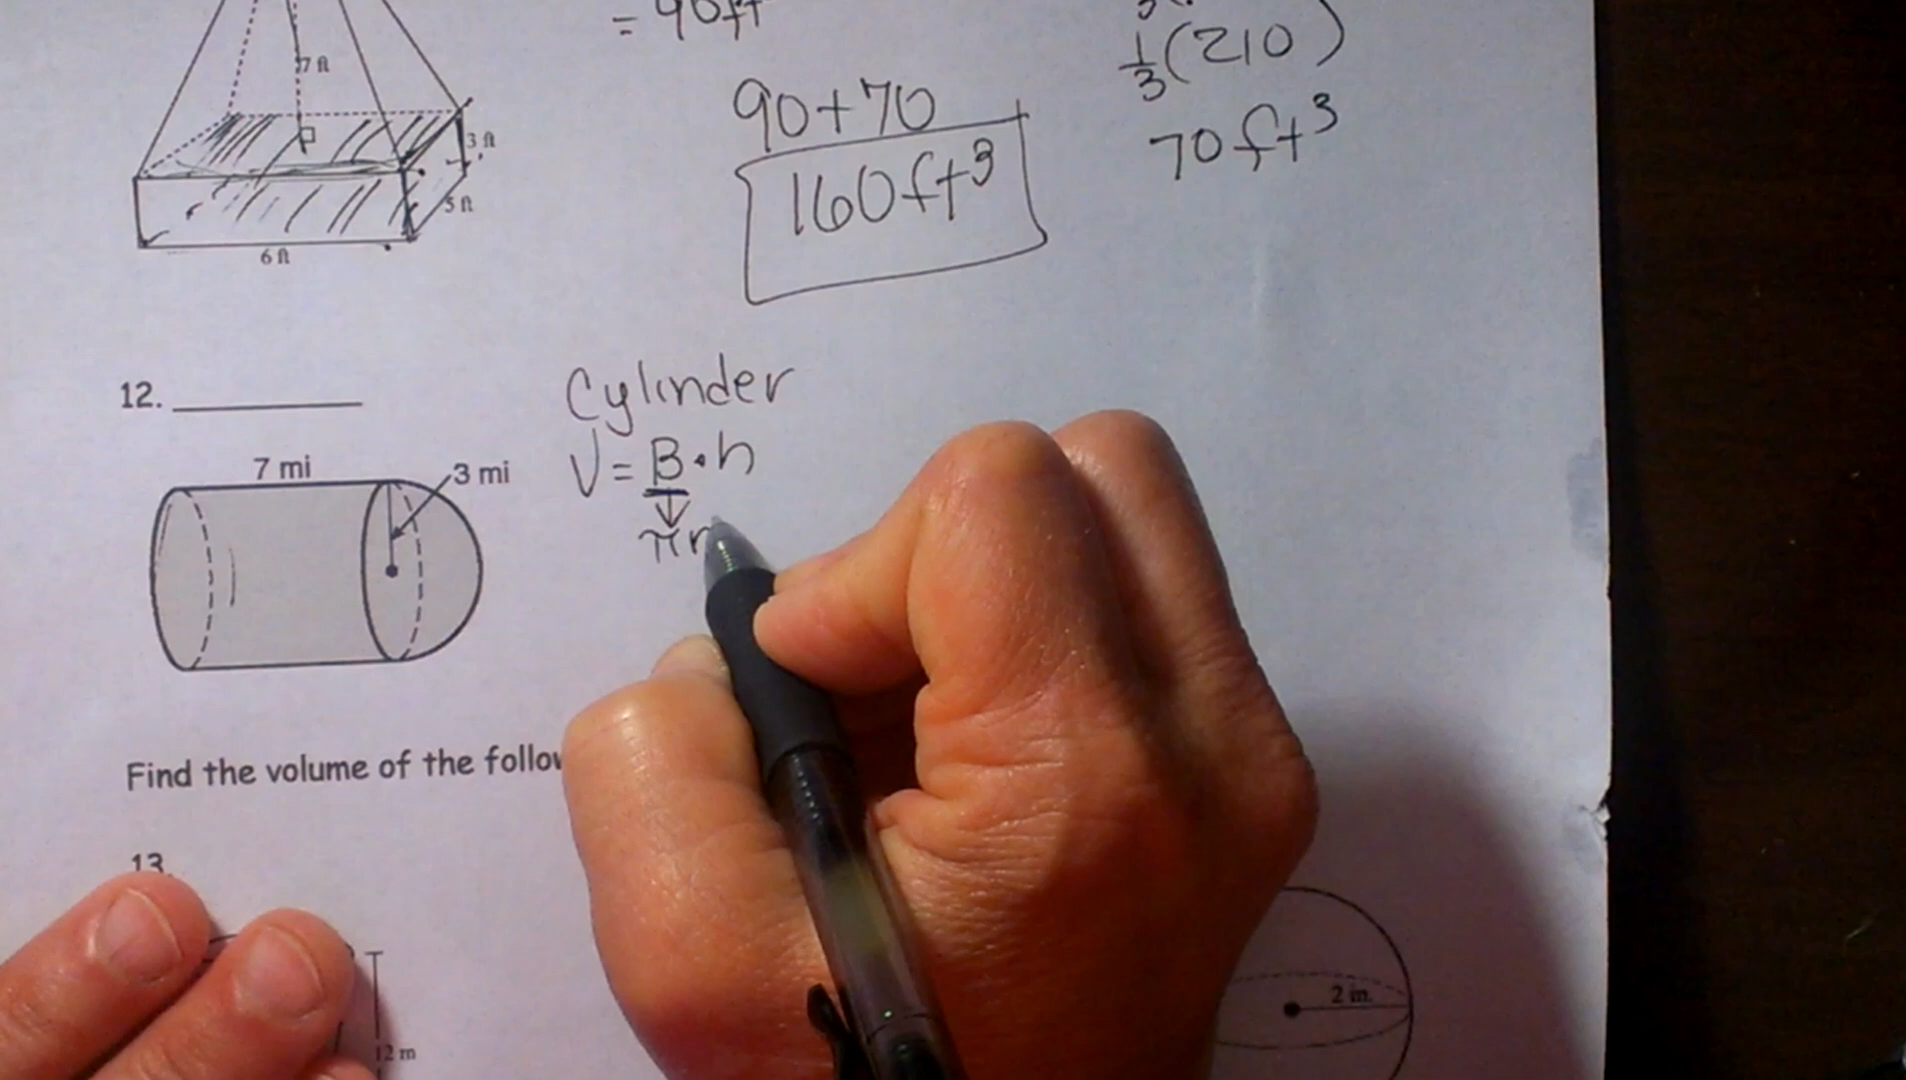 = 90ft
1/3(210)
7 ft
90+70
3 ft
160ft³
70ft³
5 ft
6 ft
12.
Cylinder
7 mi
3 mi
V = B • h
πr
Find the volume of the
13.
2 in.
12 m